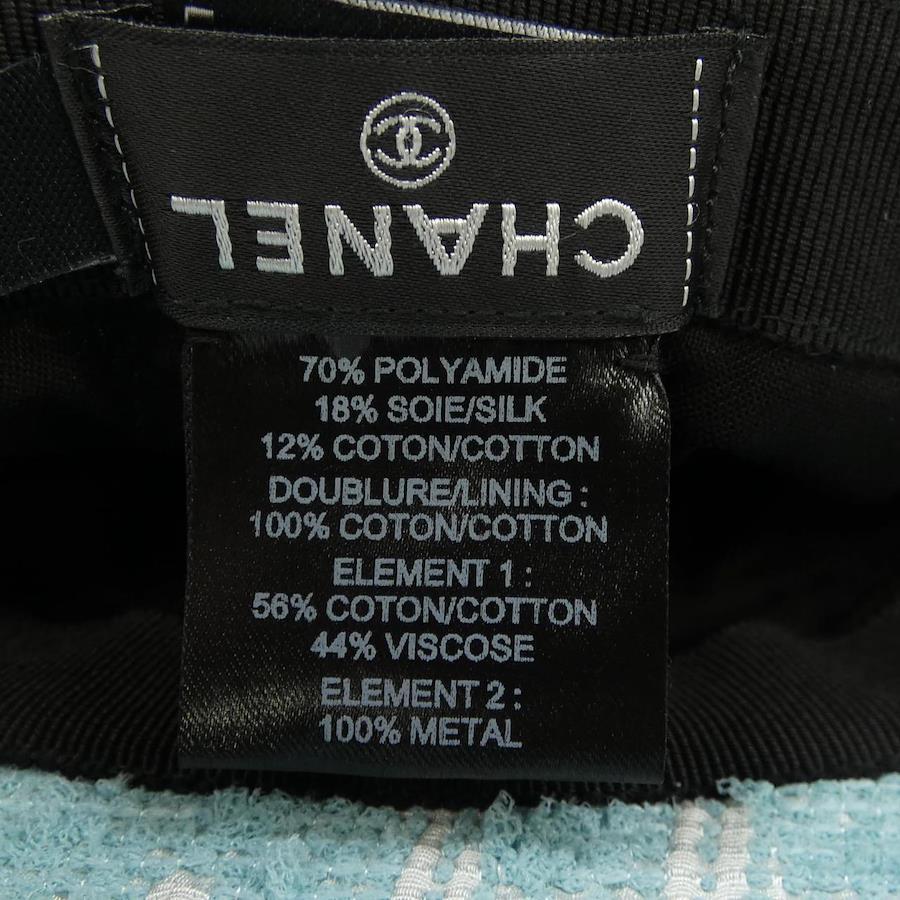 CHANEL
70% POLYAMIDE
18% SOIE/SILK
12% COTON/COTTON
DOUBLURE/LINING :
100% COTON/COTTON
ELEMENT 1 :
56% COTON/COTTON
44% VISCOSE
ELEMENT 2 :
100% METAL